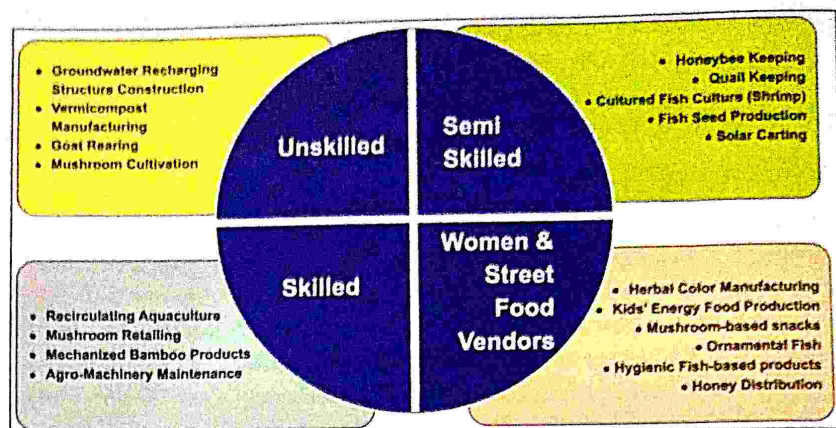 • Groundwater Recharging
Structure Construction
• Vermicompost
Manufacturing
• Goat Rearing
• Mushroom Cultivation
Unskilled
Semi
Skilled
• Honeybee Keeping
• Quail Keeping
• Cultured Fish Culture (Shrimp)
• Fish Seed Production
• Solar Carting
Skilled
• Recirculating Aquaculture
• Mushroom Retailing
• Mechanized Bamboo Products
• Agro-Machinery Maintenance
Women &
Street
Food
Vendors
• Herbal Color Manufacturing
• Kids' Energy Food Production
• Mushroom-based snacks
• Ornamental Fish
• Hygienic Fish-based products
• Honey Distribution